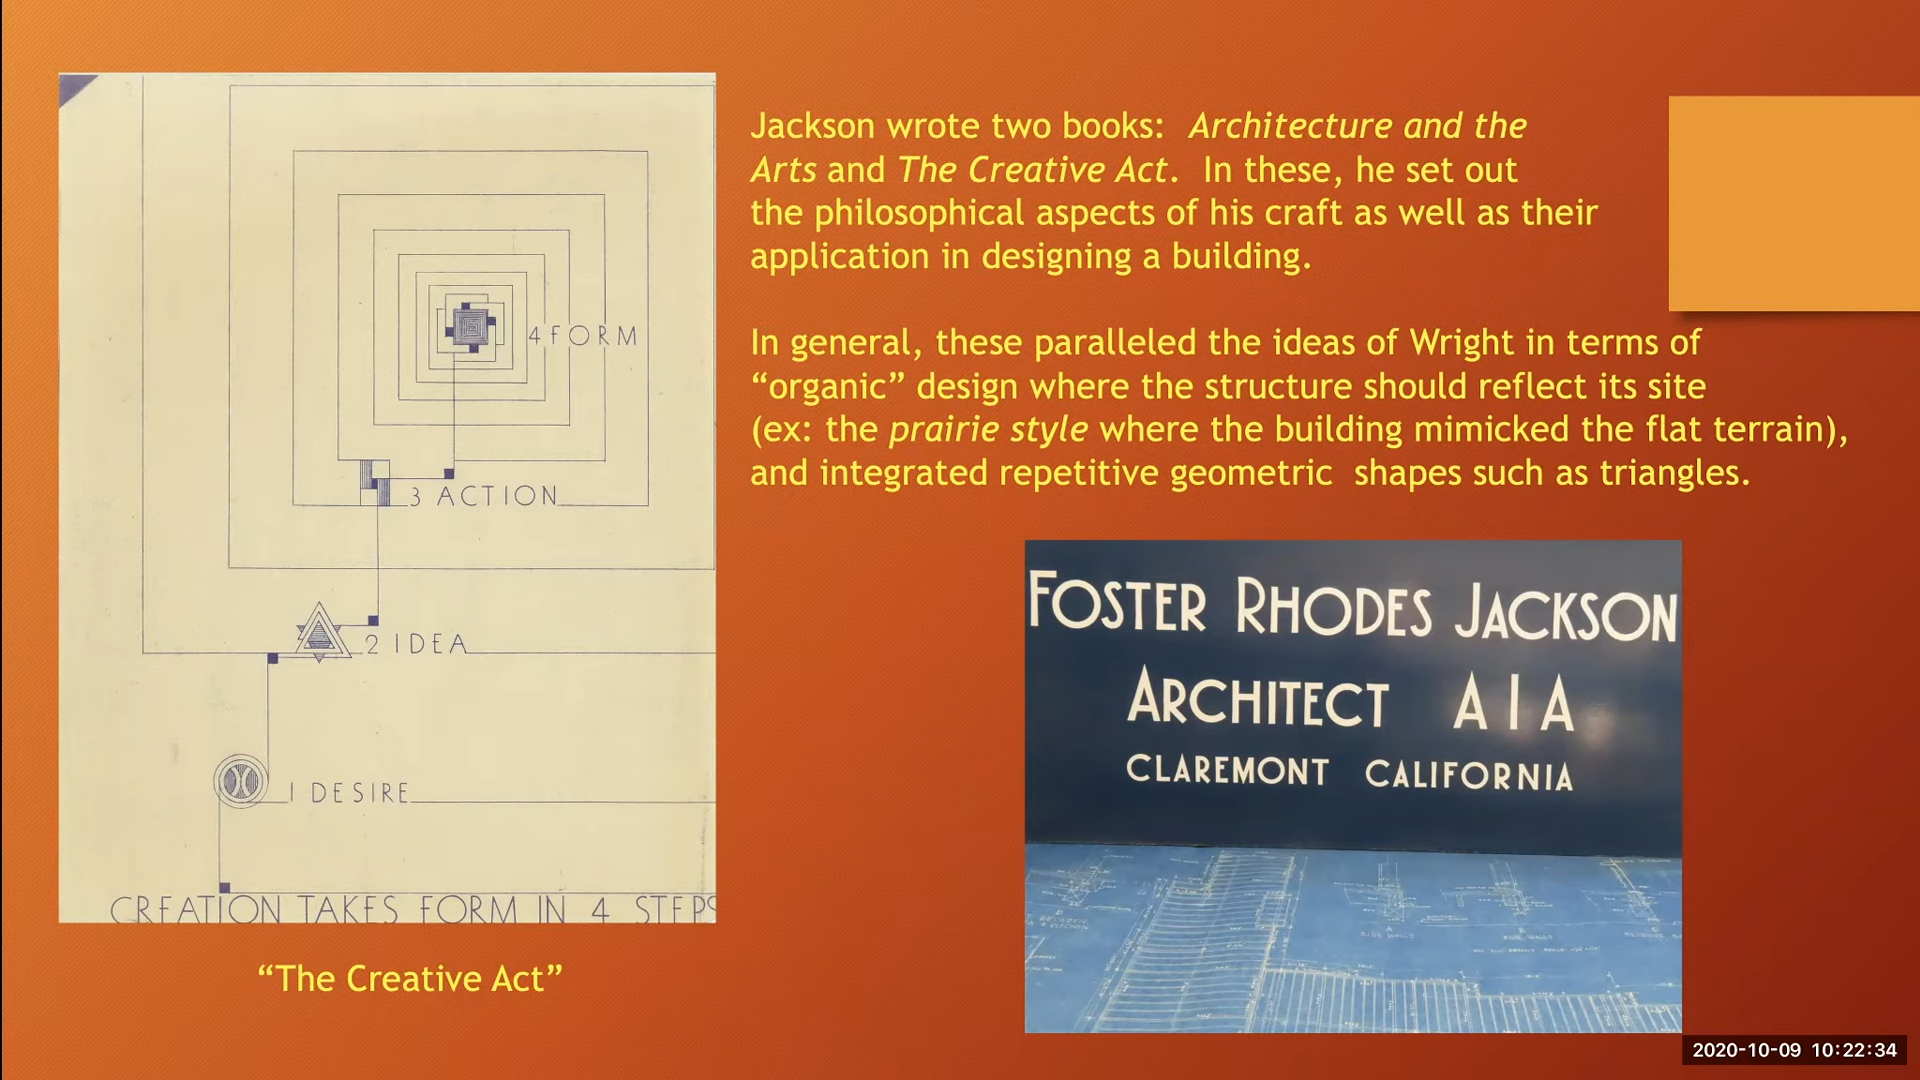 4 FORM
3 ACTION
2 IDEA
1 DESIRE
CREATION TAKES FORM IN 4 STEPS
“The Creative Act”
Jackson wrote two books:  Architecture and the
Arts and The Creative Act.  In these, he set out
the philosophical aspects of his craft as well as their
application in designing a building.
In general, these paralleled the ideas of Wright in terms of
“organic” design where the structure should reflect its site
(ex: the prairie style where the building mimicked the flat terrain),
and integrated repetitive geometric  shapes such as triangles.
FOSTER RHODES JACKSON
ARCHITECT A I A
CLAREMONT CALIFORNIA
2020-10-09 10:22:34